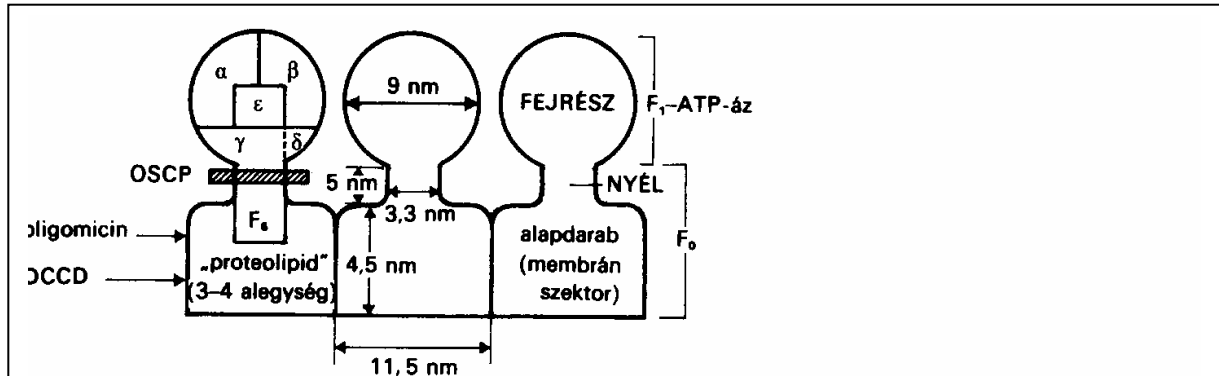 α β
ε
γ δ
OSCP
F₆
oligomicin
DCCD
„proteolipid”
(3–4 alegység)
9 nm
5 nm
3,3 nm
4,5 nm
11,5 nm
FEJRÉSZ
NYÉL
alapdarab
(membrán
szektor)
F₁–ATP-áz
F₀